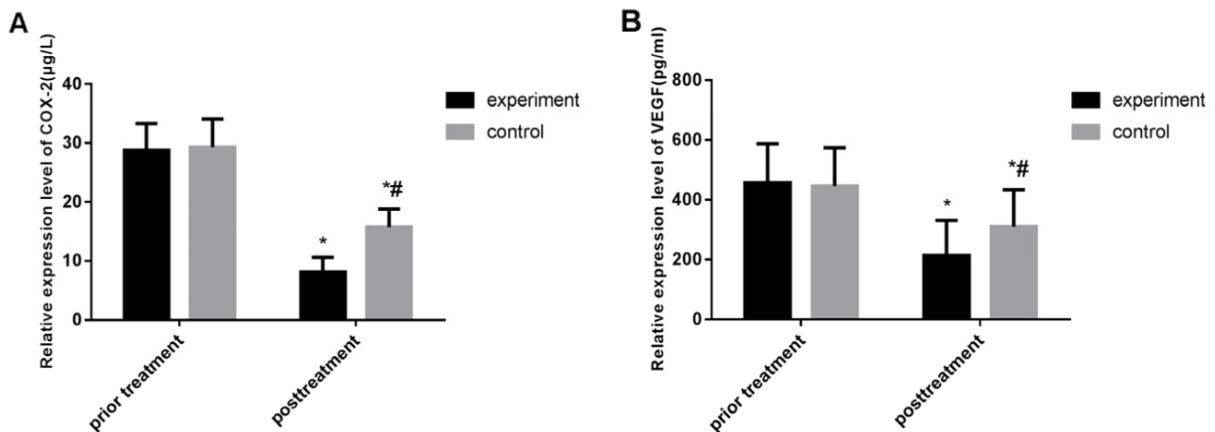 A
Relative expression level of COX-2(μg/L)
40
30
20
10
0
*
*#
prior treatment
posttreatment
experiment
control
B
Relative expression level of VEGF(pg/ml)
800
600
400
200
0
*
*#
prior treatment
posttreatment
experiment
control